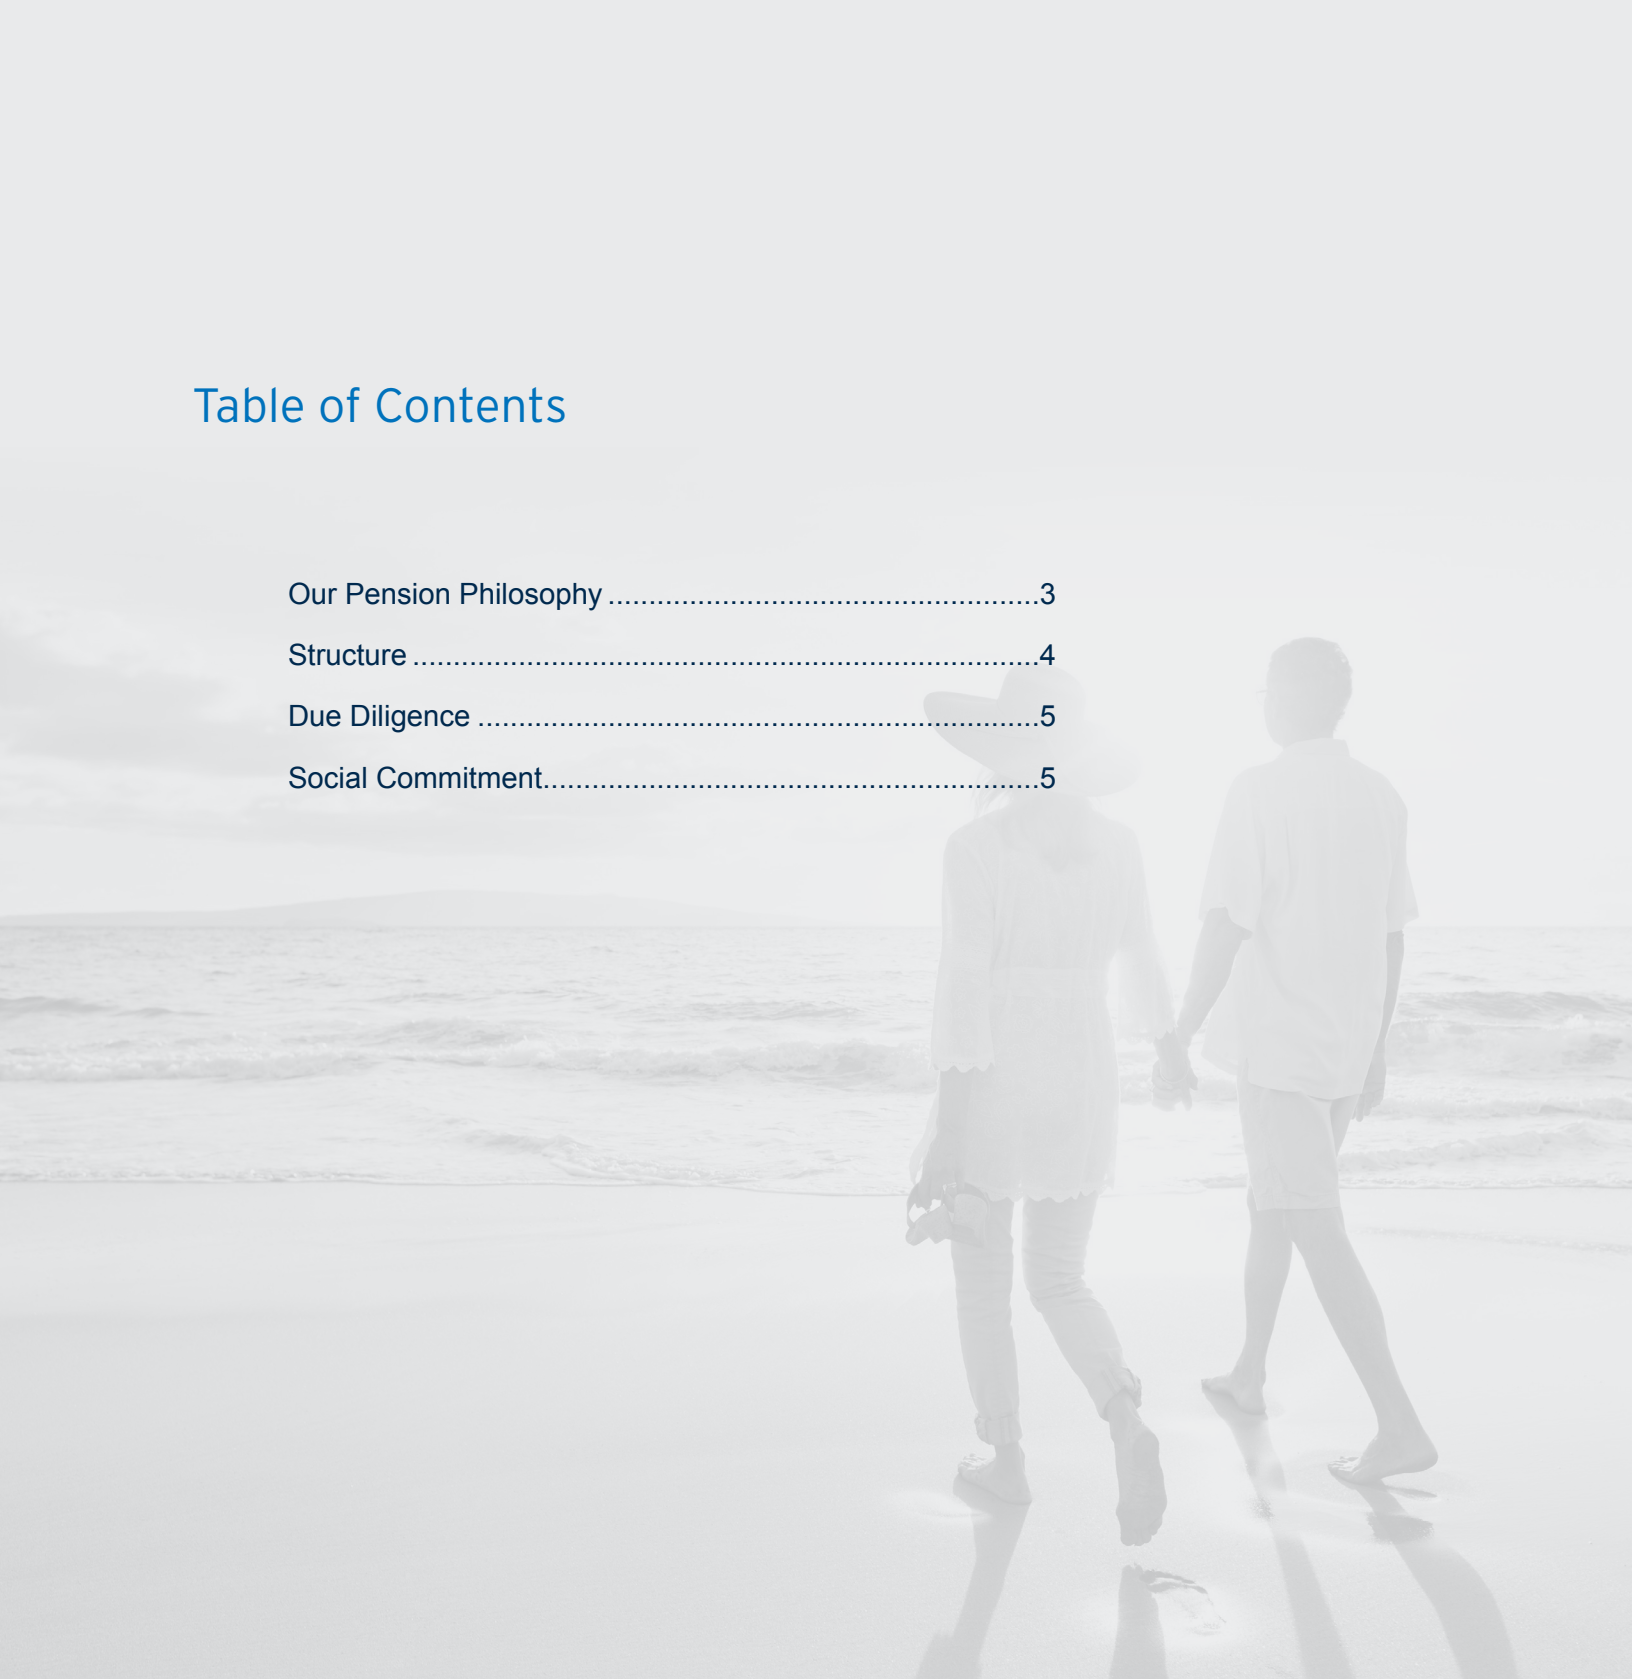 Table of Contents
Our Pension Philosophy .....................................................3
Structure .............................................................................4
Due Diligence .....................................................................5
Social Commitment.............................................................5